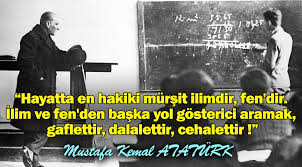 “Hayatta en hakiki mürşit ilimdir, fen'dir.
İlim ve fen'den başka yol gösterici aramak,
gaflettir, dalalettir, cehalettir !”
Mustafa Kemal ATATÜRK